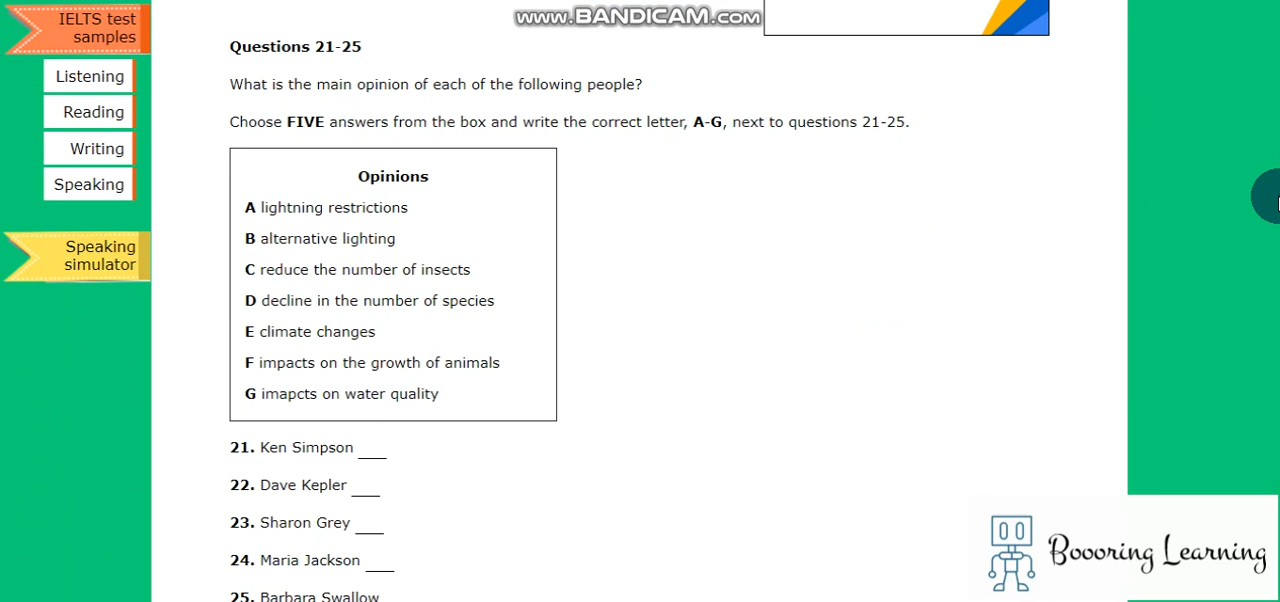 www.BANDICAM.com
IELTS test
samples
Listening
Reading
Writing
Speaking
Speaking
simulator
Questions 21-25
What is the main opinion of each of the following people?
Choose FIVE answers from the box and write the correct letter, A-G, next to questions 21-25.
Opinions
A lightning restrictions
B alternative lighting
C reduce the number of insects
D decline in the number of species
E climate changes
F impacts on the growth of animals
G imapcts on water quality
21. Ken Simpson ___
22. Dave Kepler ___
23. Sharon Grey ___
24. Maria Jackson ___
25. Barbara Swallow
Boooring Learning